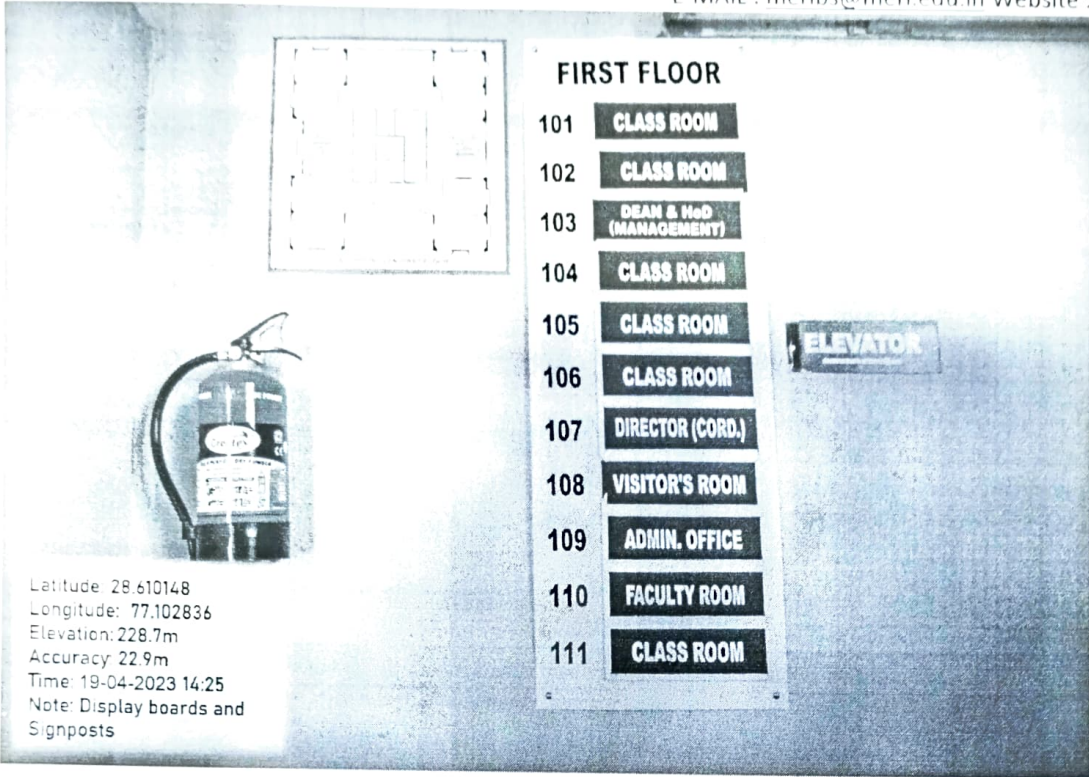 FIRST FLOOR
101 CLASS ROOM
102 CLASS ROOM
103 DEAN & HoD
(MANAGEMENT)
104 CLASS ROOM
105 CLASS ROOM
106 CLASS ROOM
107 DIRECTOR (CORD.)
108 VISITOR'S ROOM
109 ADMIN. OFFICE
110 FACULTY ROOM
111 CLASS ROOM
ELEVATOR
Latitude: 28.610148
Longitude: 77.102836
Elevation: 228.7m
Accuracy: 22.9m
Time: 19-04-2023 14:25
Note: Display boards and
Signposts